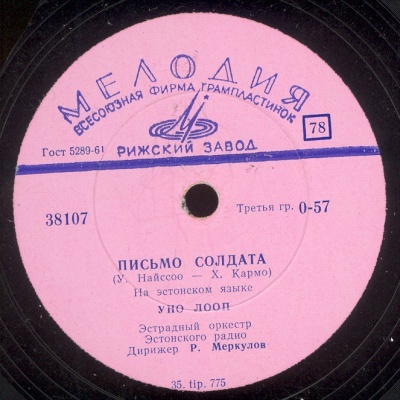 МЕЛОДИЯ
ВСЕСОЮЗНАЯ ФИРМА ГРАМПЛАСТИНОК
78
Гост 5289-61
РИЖСКИЙ ЗАВОД
38107
Третья гр. 0-57
ПИСЬМО СОЛДАТА
(У. Найссоо — Х. Кармо)
На эстонском языке
УНО ЛООП
Эстрадный оркестр
Эстонского радио
Дирижер Р. Меркулов
35. tip. 775